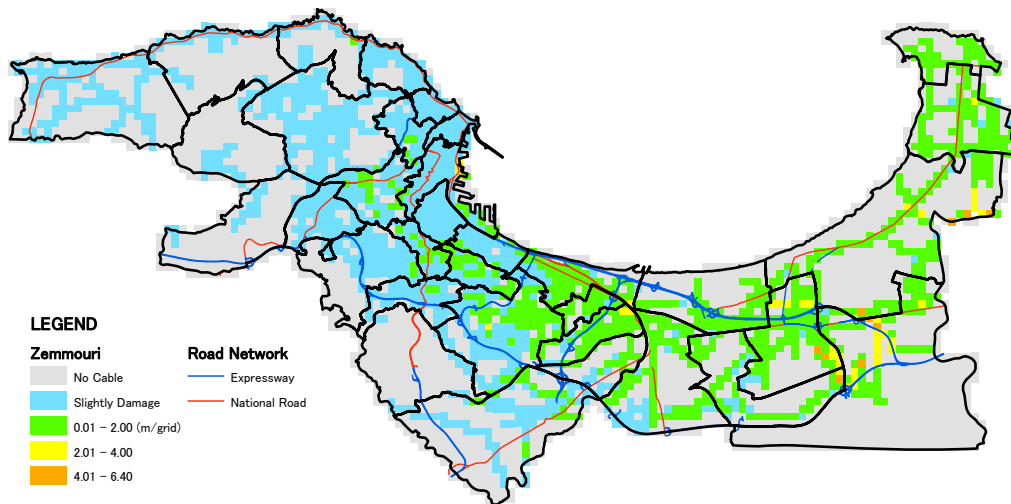 LEGEND
Zemmouri
No Cable
Slightly Damage
0.01 - 2.00 (m/grid)
2.01 - 4.00
4.01 - 6.40
Road Network
Expressway
National Road